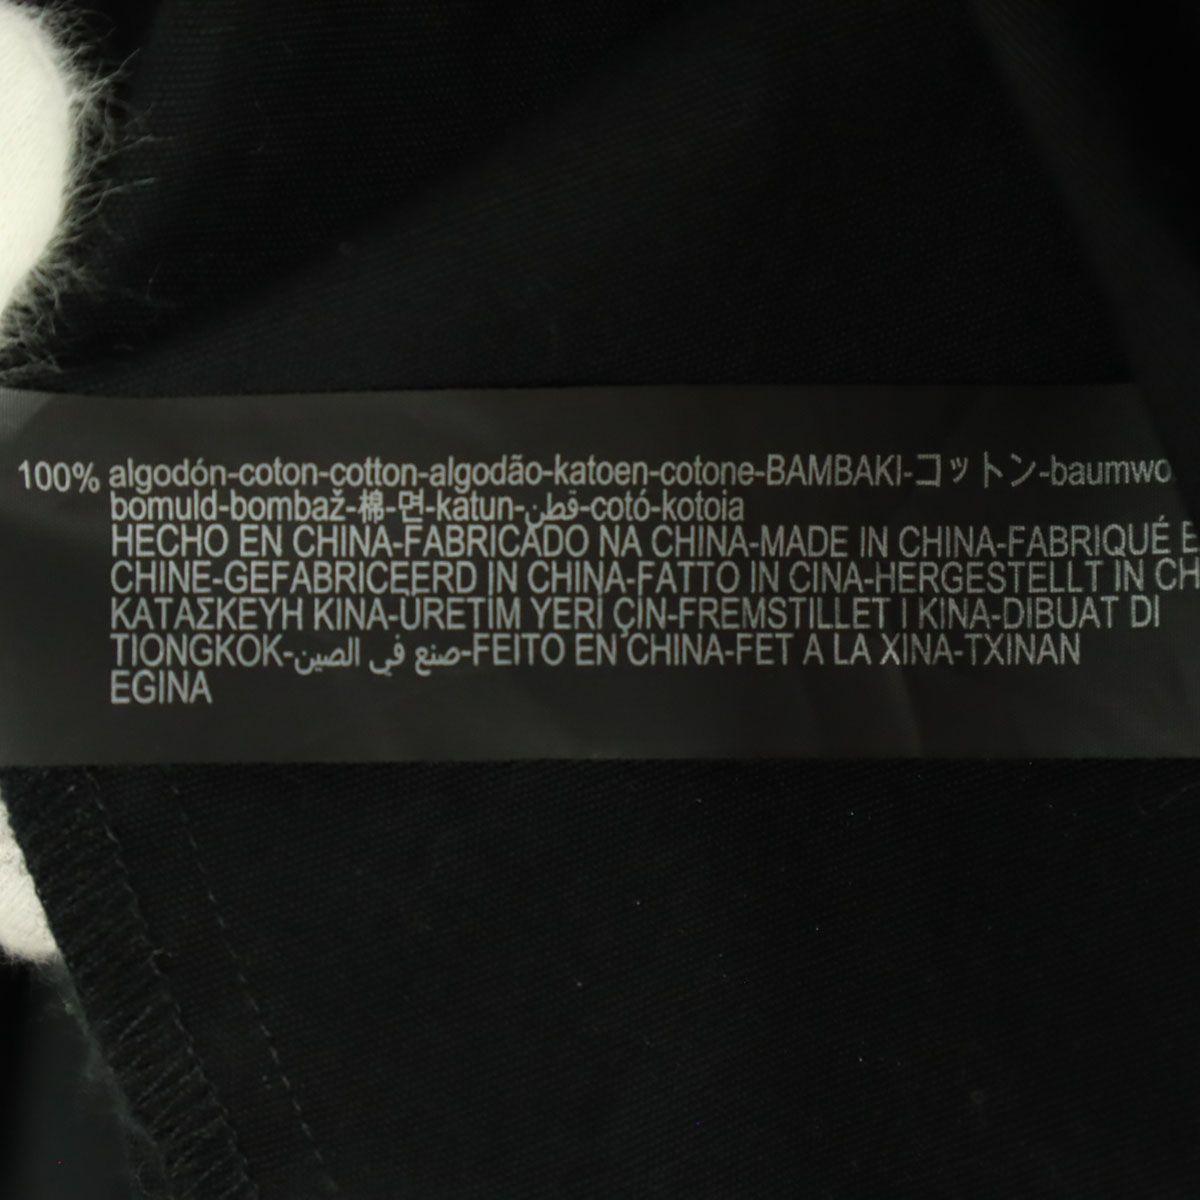 100% algodón-coton-cotton-algodão-katoen-cotone-BAMBAKI-コットン-baumwo
bomuld-bombaž-棉-면-katun-قطن-cotó-kotoia
HECHO EN CHINA-FABRICADO NA CHINA-MADE IN CHINA-FABRIQUÉ E
CHINE-GEFABRICEERD IN CHINA-FATTO IN CINA-HERGESTELLT IN CH
ΚΑΤΑΣΚΕΥΗ ΚΙΝΑ-ÜRETİM YERİ ÇİN-FREMSTILLET I KINA-DIBUAT DI
TIONGKOK-صنع في الصين-FEITO EN CHINA-FET A LA XINA-TXINAN
EGINA